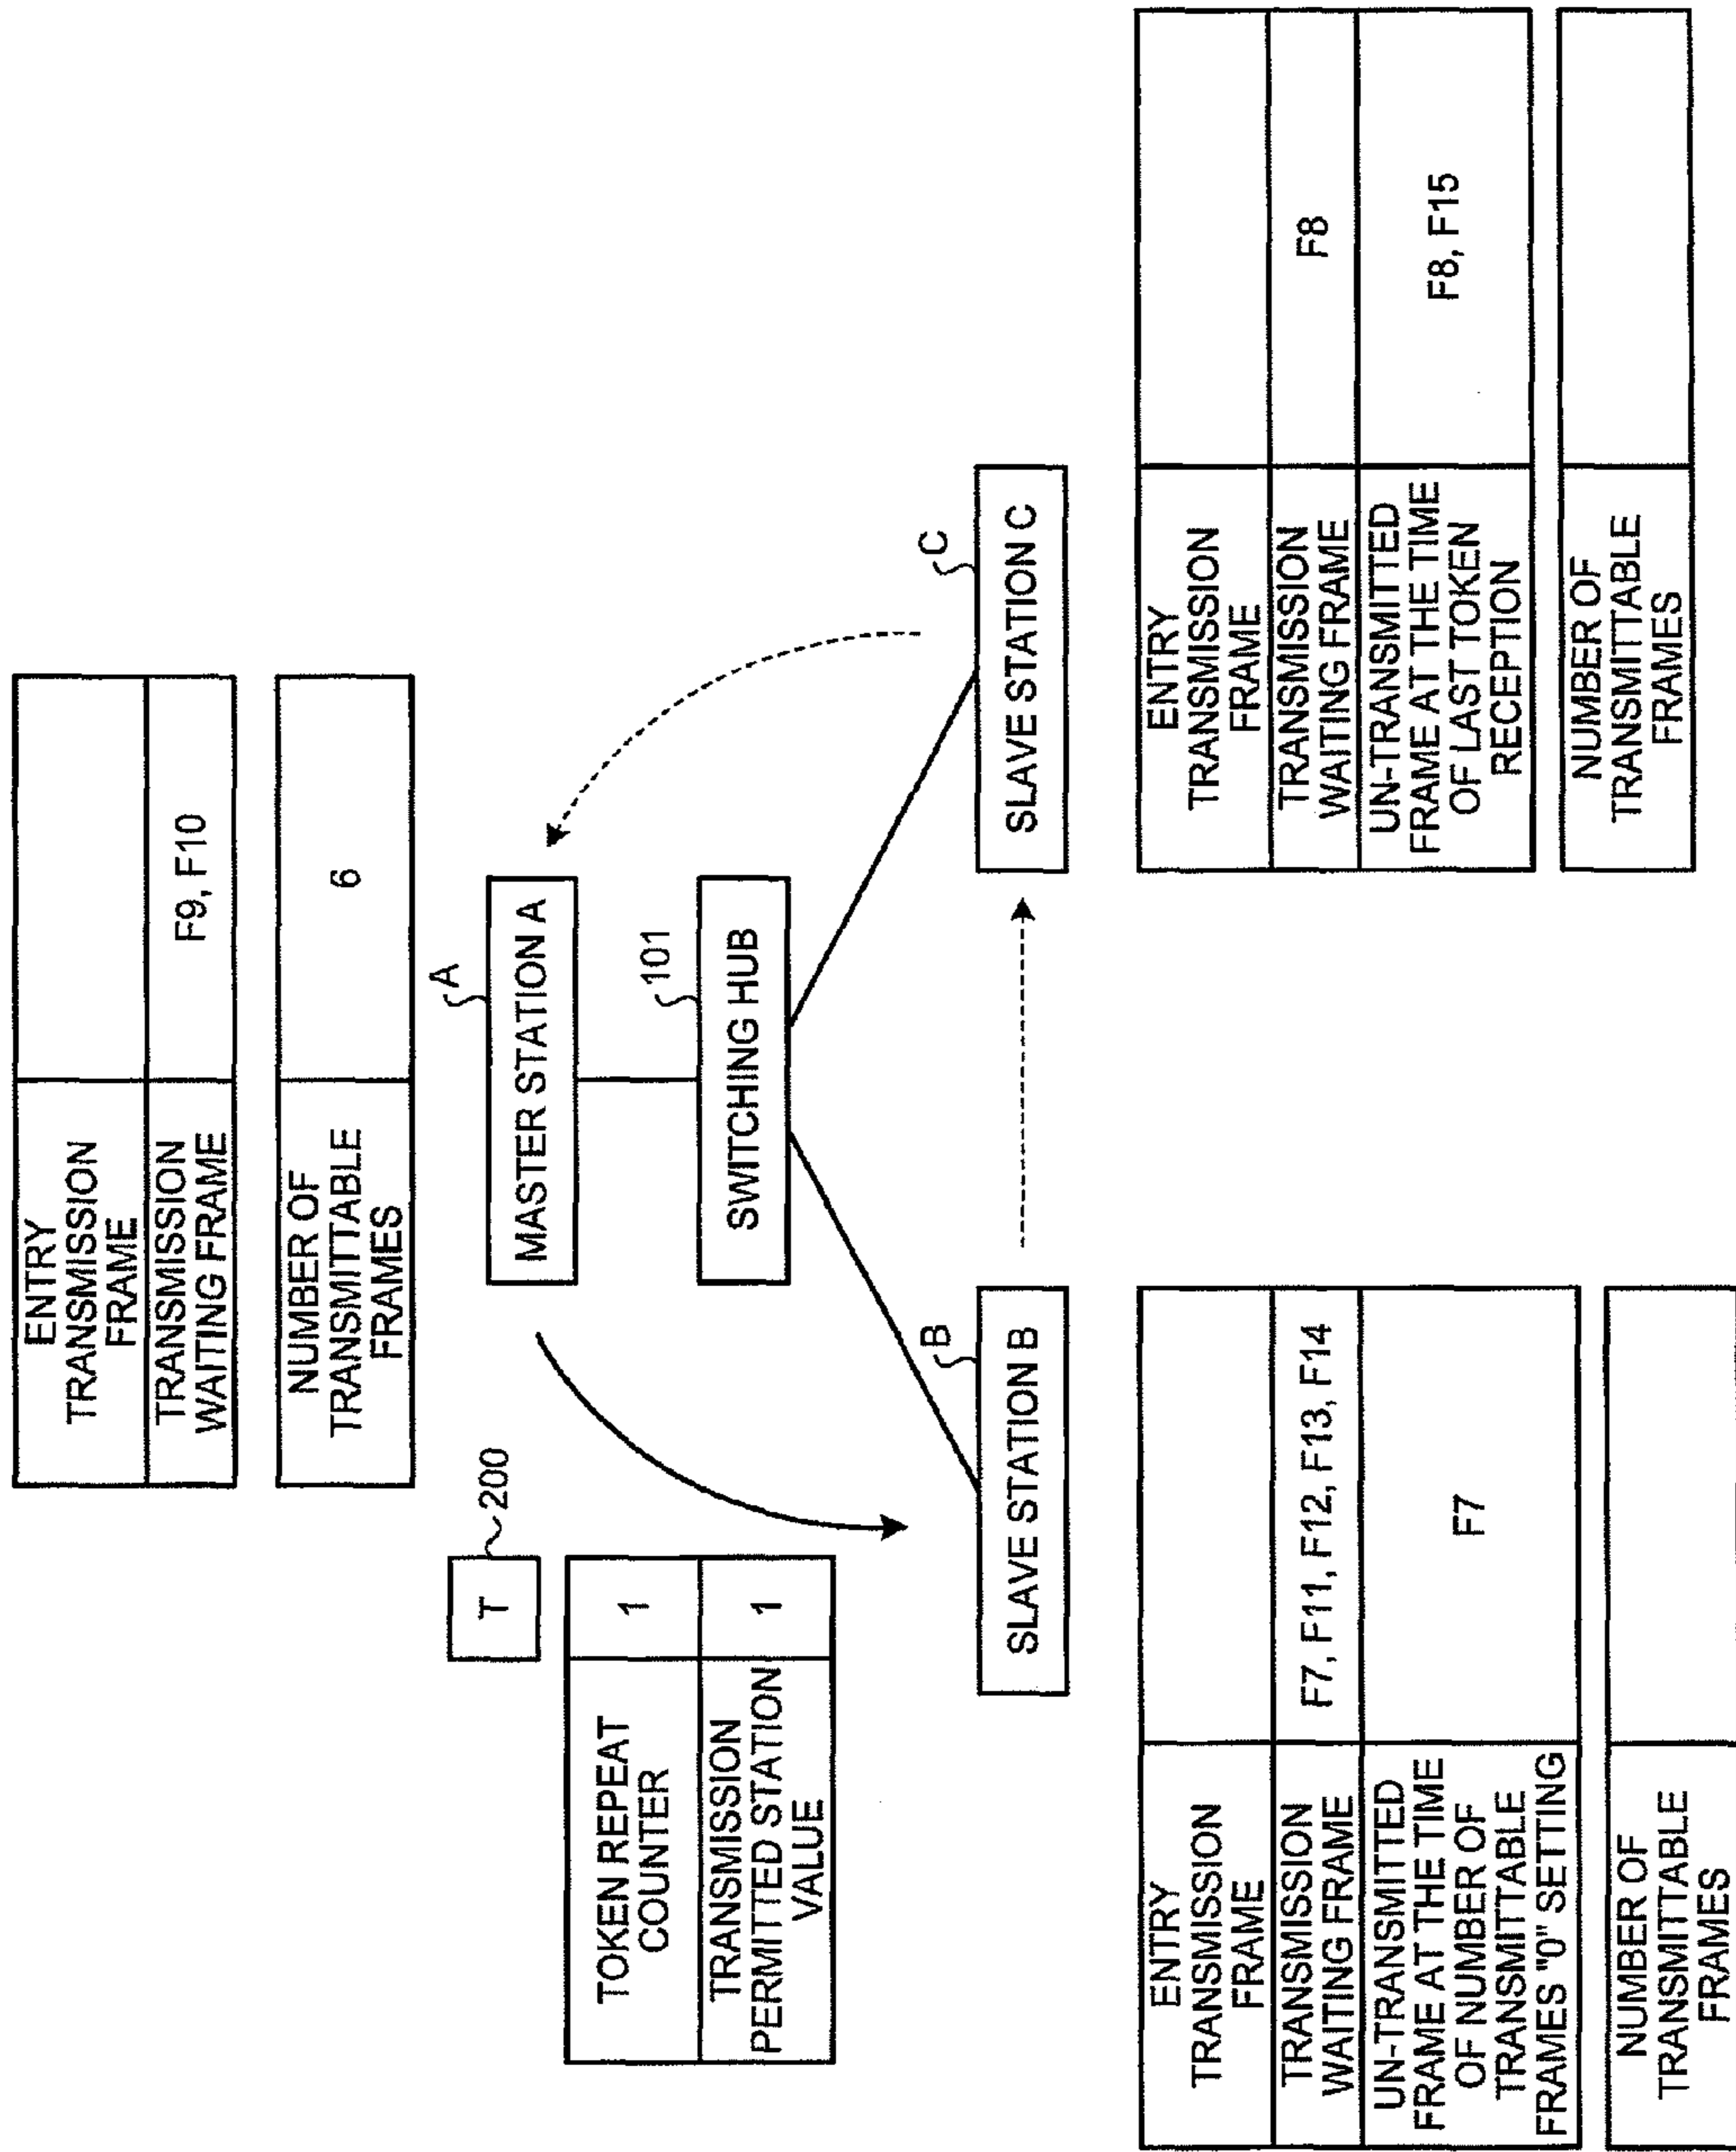 ENTRY
TRANSMISSION
FRAME
TRANSMISSION
WAITING FRAME
F9, F10
NUMBER OF
TRANSMITTABLE
FRAMES
6
T
200
TOKEN REPEAT
COUNTER
1
TRANSMISSION
PERMITTED STATION
VALUE
1
A
MASTER STATION A
101
SWITCHING HUB
B
SLAVE STATION B
C
SLAVE STATION C
ENTRY
TRANSMISSION
FRAME
TRANSMISSION
WAITING FRAME
F7, F11, F12, F13, F14
UN-TRANSMITTED
FRAME AT THE TIME
OF NUMBER OF
TRANSMITTABLE
FRAMES "0" SETTING
F7
NUMBER OF
TRANSMITTABLE
FRAMES
ENTRY
TRANSMISSION
FRAME
TRANSMISSION
WAITING FRAME
F8
UN-TRANSMITTED
FRAME AT THE TIME
OF LAST TOKEN
RECEPTION
F8, F15
NUMBER OF
TRANSMITTABLE
FRAMES